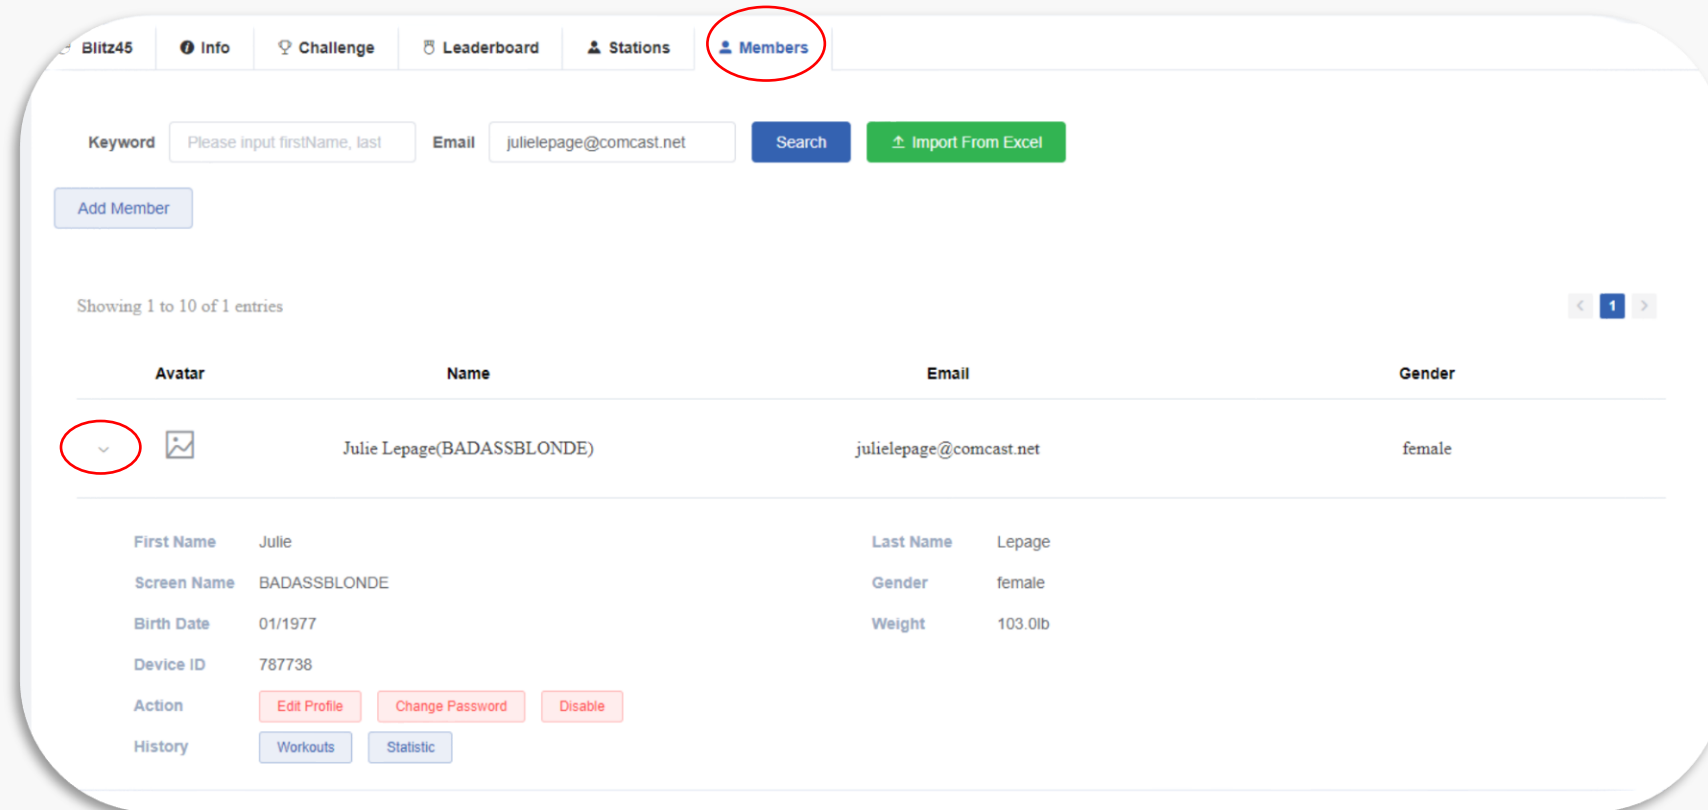 Blitz45 Info Challenge Leaderboard Stations Members
Keyword Please input firstName, last Email julielepage@comcast.net Search Import From Excel
Add Member
Showing 1 to 10 of 1 entries < 1 >
Avatar Name Email Gender
Julie Lepage(BADASSBLONDE) julielepage@comcast.net female
First Name Julie Last Name Lepage
Screen Name BADASSBLONDE Gender female
Birth Date 01/1977 Weight 103.0lb
Device ID 787738
Action Edit Profile Change Password Disable
History Workouts Statistic